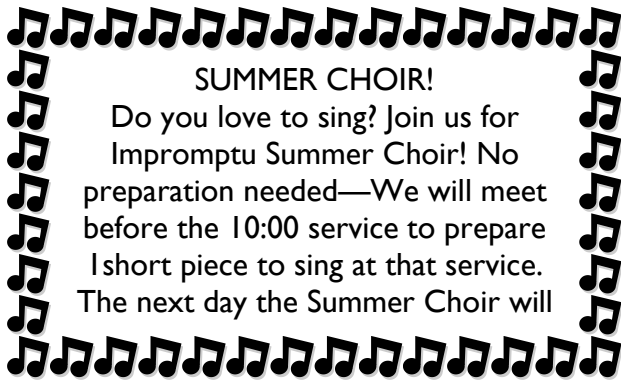 SUMMER CHOIR!
Do you love to sing? Join us for
Impromptu Summer Choir! No
preparation needed—We will meet
before the 10:00 service to prepare
1short piece to sing at that service.
The next day the Summer Choir will